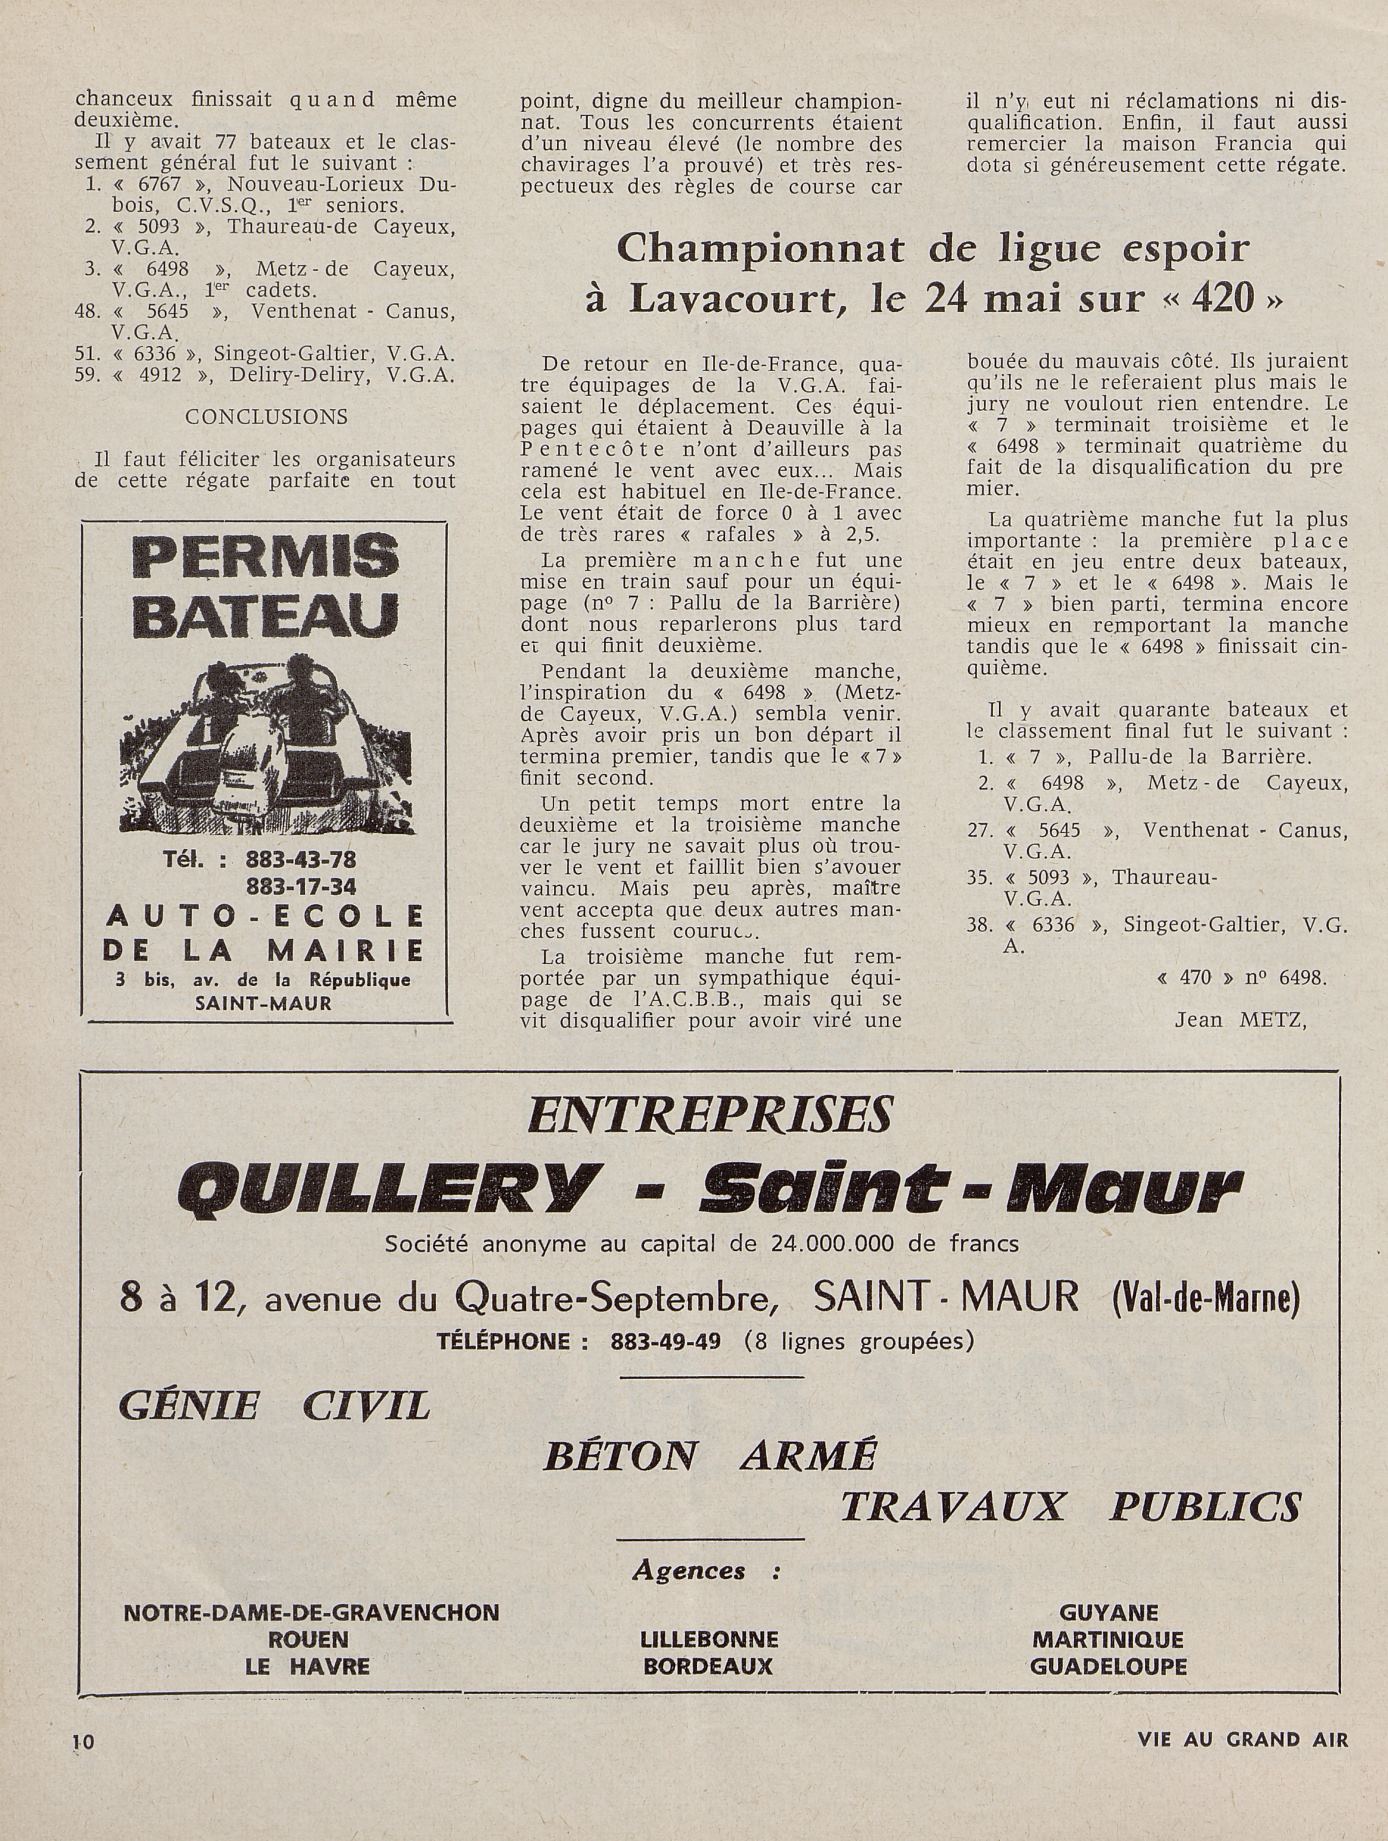 chanceux finissait quand même
deuxième.
Il y avait 77 bateaux et le clas-
sement général fut le suivant :
1. « 6767 », Nouveau-Lorieux Du-
bois, C.V.S.Q., 1er seniors.
2. « 5093 », Thaureau-de Cayeux,
V.G.A.
3. « 6498 », Metz - de Cayeux,
V.G.A., 1er cadets.
48. « 5645 », Venthenat - Canus,
V.G.A.
51. « 6336 », Singeot-Galtier, V.G.A.
59. « 4912 », Deliry-Deliry, V.G.A.
CONCLUSIONS
Il faut féliciter les organisateurs
de cette régate parfaite en tout
point, digne du meilleur champion-
nat. Tous les concurrents étaient
d'un niveau élevé (le nombre des
chavirages l'a prouvé) et très res-
pectueux des règles de course car
il n'y eut ni réclamations ni dis-
qualification. Enfin, il faut aussi
remercier la maison Francia qui
dota si généreusement cette régate.
PERMIS
BATEAU
Tél. : 883-43-78
883-17-34
AUTO-ECOLE
DE LA MAIRIE
3 bis, av. de la République
SAINT-MAUR
Championnat de ligue espoir
à Lavacourt, le 24 mai sur « 420 »
De retour en Ile-de-France, qua-
tre équipages de la V.G.A. fai-
saient le déplacement. Ces équi-
pages qui étaient à Deauville à la
Pentecôte n'ont d'ailleurs pas
ramené le vent avec eux... Mais
cela est habituel en Ile-de-France.
Le vent était de force 0 à 1 avec
de très rares « rafales » à 2,5.
La première manche fut une
mise en train sauf pour un équi-
page (nº 7 : Pallu de la Barrière)
dont nous reparlerons plus tard
et qui finit deuxième.
Pendant la deuxième manche,
l'inspiration du « 6498 » (Metz-
de Cayeux, V.G.A.) sembla venir.
Après avoir pris un bon départ il
termina premier, tandis que le « 7 »
finit second.
Un petit temps mort entre la
deuxième et la troisième manche
car le jury ne savait plus où trou-
ver le vent et faillit bien s'avouer
vaincu. Mais peu après, maître
vent accepta que deux autres man-
ches fussent
La troisième manche fut rem-
portée par un sympathique équi-
page de l'A.C.B.B., mais qui se
vit disqualifier pour avoir viré une
bouée du mauvais côté. Ils juraient
qu'ils ne le referaient plus mais le
jury ne voulout rien entendre. Le
« 7 » terminait troisième et le
« 6498 » terminait quatrième du
fait de la disqualification du pre
mier.
La quatrième manche fut la plus
importante : la première place
était en jeu entre deux bateaux,
le « 7 » et le « 6498 ». Mais le
« 7 » bien parti, termina encore
mieux en remportant la manche
tandis que le « 6498 » finissait cin-
quième.
Il y avait quarante bateaux et
le classement final fut le suivant :
1. « 7 », Pallu-de la Barrière.
2. « 6498 », Metz - de Cayeux,
V.G.A.
27. « 5645 », Venthenat - Canus,
V.G.A.
35. « 5093 », Thaureau-
V.G.A.
38. « 6336 », Singeot-Galtier, V.G.
A.
« 470 » nº 6498.
Jean METZ,
ENTREPRISES
QUILLERY - Saint-Maur
Société anonyme au capital de 24.000.000 de francs
8 à 12, avenue du Quatre-Septembre, SAINT-MAUR (Val-de-Marne)
TÉLÉPHONE : 883-49-49 (8 lignes groupées)
GÉNIE CIVIL
BÉTON ARMÉ
TRAVAUX PUBLICS
Agences :
NOTRE-DAME-DE-GRAVENCHON
ROUEN
LE HAVRE
LILLEBONNE
BORDEAUX
GUYANE
MARTINIQUE
GUADELOUPE
10
VIE AU GRAND AIR